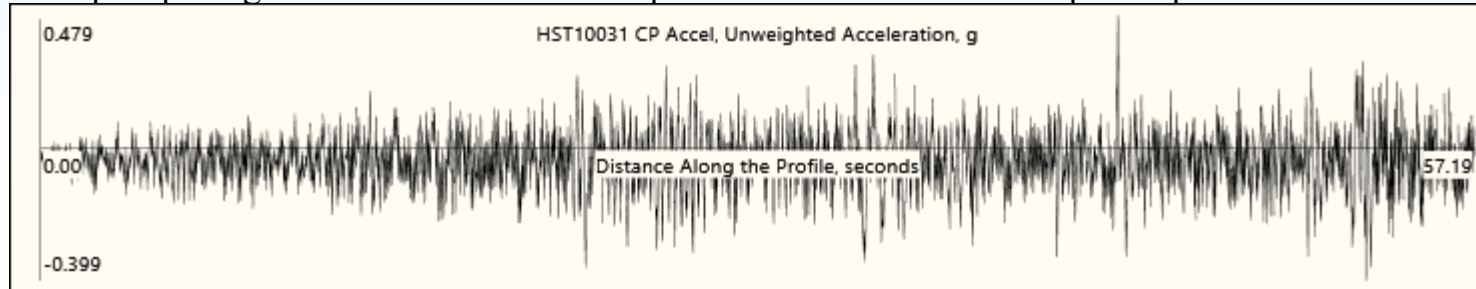 0.479
HST10031 CP Accel, Unweighted Acceleration, g
0.00
Distance Along the Profile, seconds
57.19
-0.399